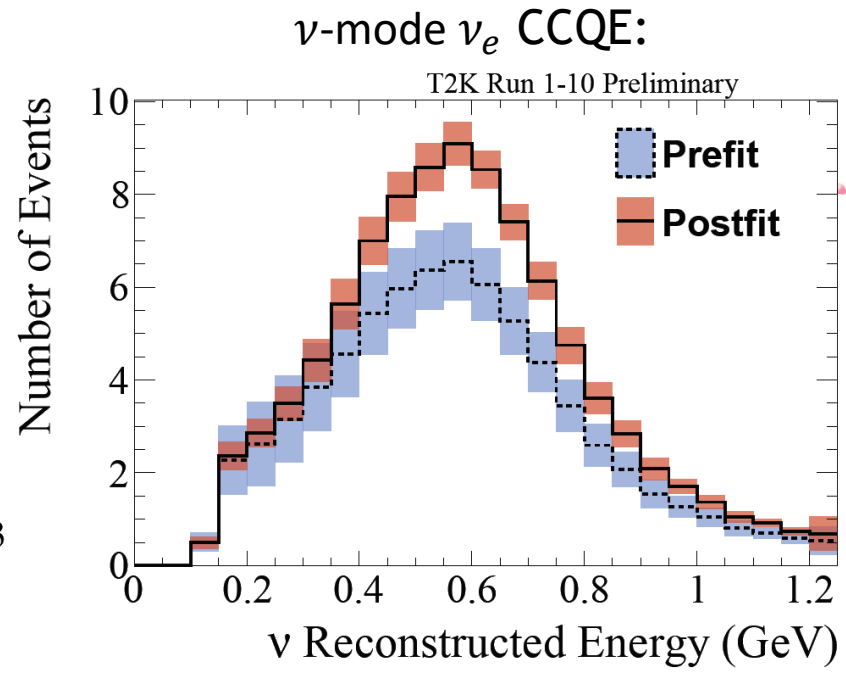 ν-mode νe CCQE:
T2K Run 1-10 Preliminary
Number of Events
10
8
6
4
2
0
Prefit
Postfit
0 0.2 0.4 0.6 0.8 1 1.2
ν Reconstructed Energy (GeV)